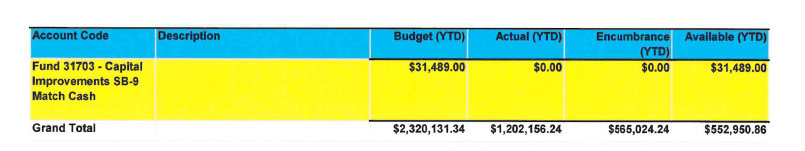 Account Code Description Budget (YTD) Actual (YTD) Encumbrance (YTD) Available (YTD)
Fund 31703 - Capital Improvements SB-9 Match Cash $31,489.00 $0.00 $0.00 $31,489.00
Grand Total $2,320,131.34 $1,202,156.24 $565,024.24 $552,950.86